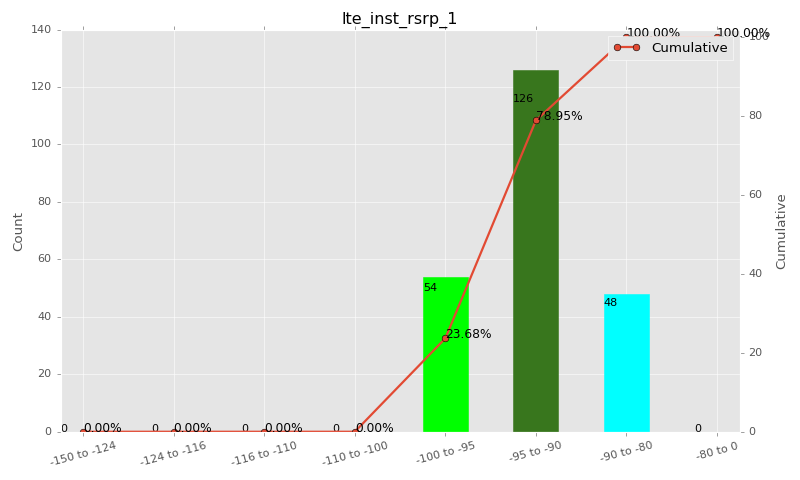 lte_inst_rsrp_1
140
120
100
80
60
40
20
0
Count
100
80
60
40
20
0
Cumulative
Cumulative
0
0
0
0
54
126
48
0
0.00%
0.00%
0.00%
0.00%
23.68%
78.95%
100.00%
100.00%
-150 to -124
-124 to -116
-116 to -110
-110 to -100
-100 to -95
-95 to -90
-90 to -80
-80 to 0